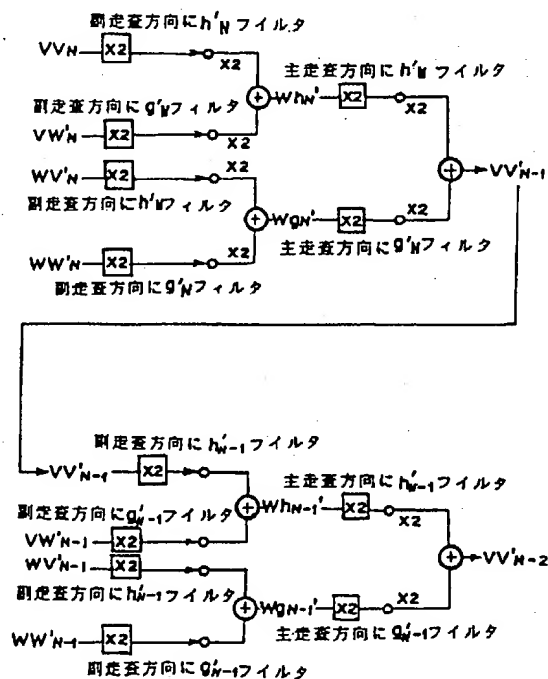 副走査方向にh'Nフイルタ
VVN X2 X2
主走査方向にh'Nフイルタ
WhN' X2 X2
副走査方向にg'Nフィルタ
VW'N X2 X2
WV'N X2 X2
VV'N-1
副走査方向にh'Nフィルタ
WgN' X2 X2
主走査方向にg'Nフィルタ
WW'N X2 X2
副走査方向にg'Nフィルタ
副走査方向にh'N-1フイルタ
VV'N-1 X2
主走査方向にh'N-1フイルタ
WhN-1' X2 X2
副走査方向にg'N-1フィルタ
VW'N-1 X2
WV'N-1 X2
VV'N-2
副走査方向にh'N-1フイルタ
WgN-1' X2 X2
主走査方向にg'N-1フィルタ
WW'N-1 X2
副走査方向にg'N-1フィルタ